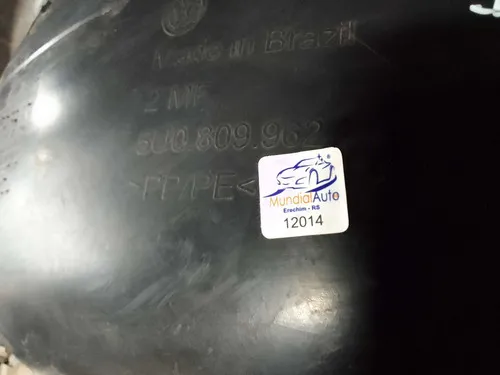 Made in Brazil
2 MF
5U0.809.962
>PP/PE<
MundialAuto
Erechim - RS
12014